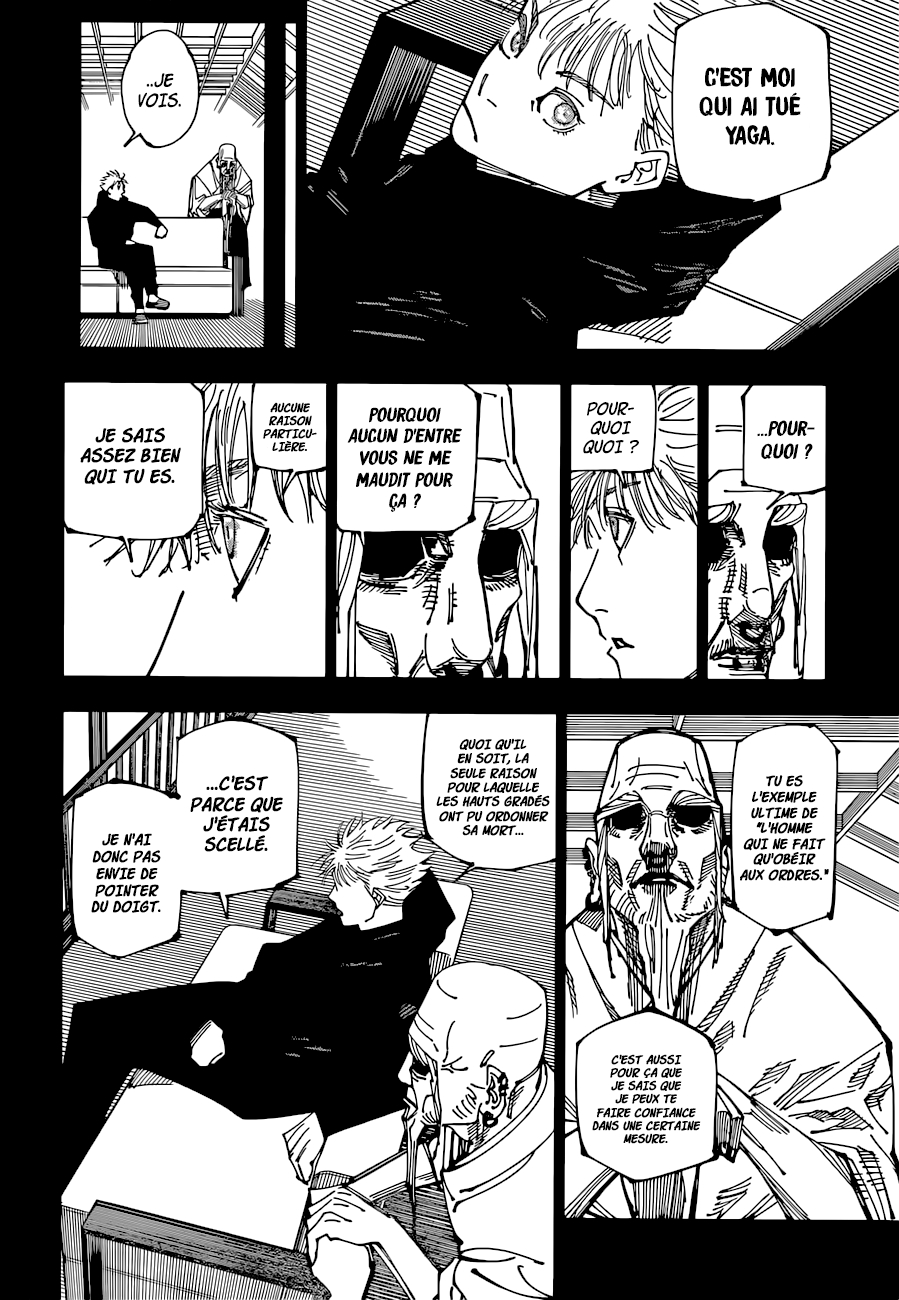 C'EST MOI
QUI AI TUÉ
YAGA.
..JE
VOIS.
...POUR-
QUOI ?
POUR-
QUOI
QUOI ?
POURQUOI
AUCUN D'ENTRE
VOUS NE ME
MAUDIT POUR
ÇA ?
AUCUNE
RAISON
PARTICU-
LIÈRE.
JE SAIS
ASSEZ BIEN
QUI TU ES.
TU ES
L'EXEMPLE
ULTIME DE
"L'HOMME
QUI NE FAIT
QU'OBÉIR
AUX ORDRES."
C'EST AUSSI
POUR ÇA QUE
JE SAIS QUE
JE PEUX TE
FAIRE CONFIANCE
DANS UNE CERTAINE
MESURE.
QUOI QU'IL
EN SOIT, LA
SEULE RAISON
POUR LAQUELLE
LES HAUTS GRADÉS
ONT PU ORDONNER
SA MORT...
...C'EST
PARCE QUE
J'ÉTAIS
SCELLÉ.
JE N'AI
DONC PAS
ENVIE DE
POINTER
DU DOIGT.